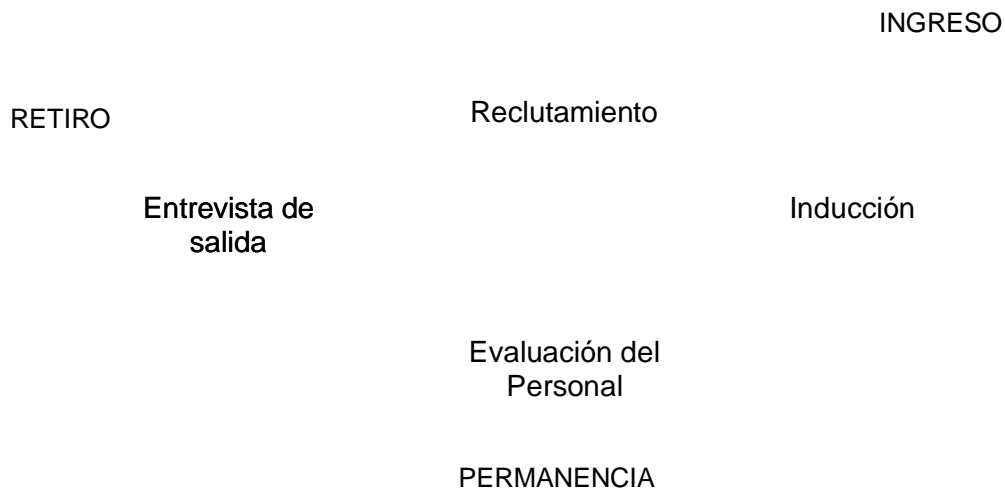 INGRESO
RETIRO
Reclutamiento
Entrevista de
salida
Inducción
Evaluación del
Personal
PERMANENCIA